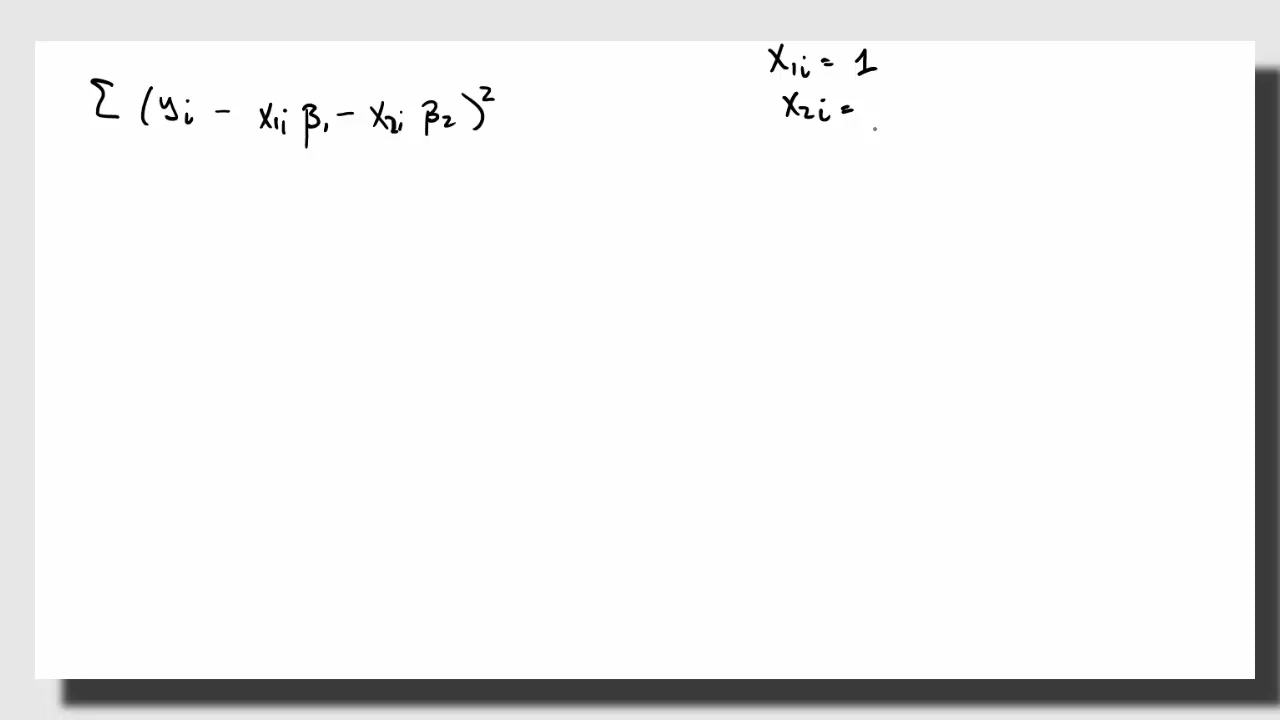 Σ (yᵢ − x₁ᵢ β₁ − x₂ᵢ β₂)²
x₁ᵢ = 1
x₂ᵢ =